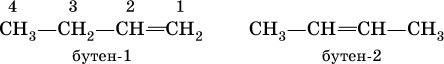 4 3 2 1
CH₃—CH₂—CH=CH₂ CH₃—CH=CH—CH₃
бутен-1 бутен-2